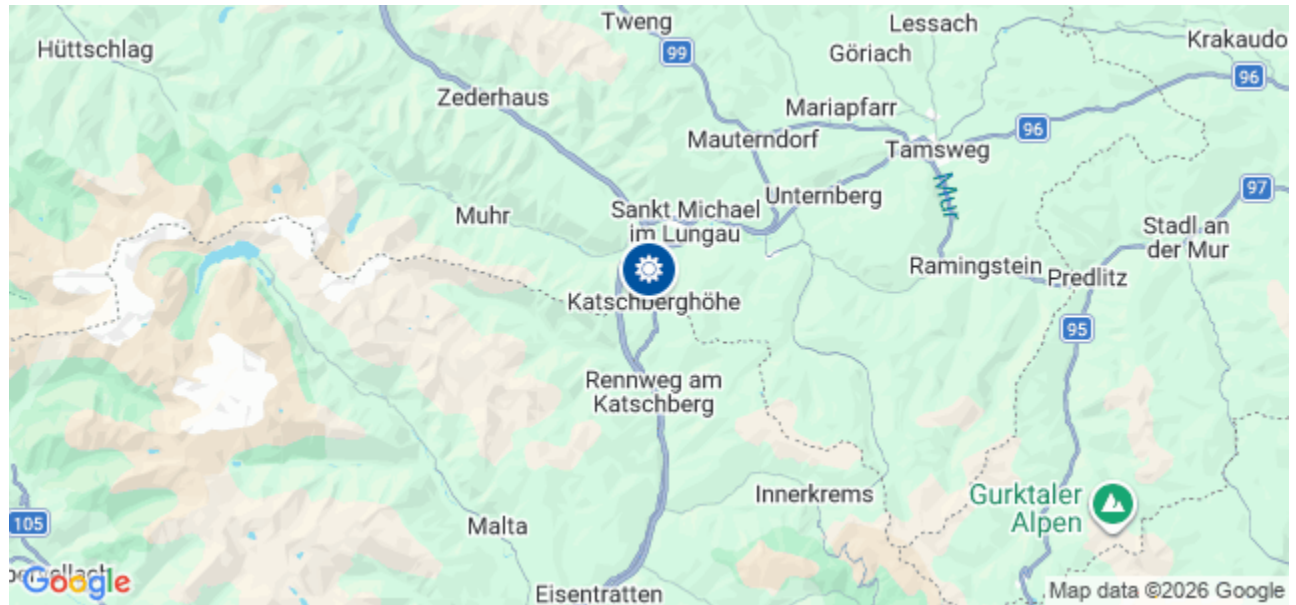 Tweng
Lessach
Hüttschlag
99
Göriach
Krakaudo
96
Zederhaus
Mariapfarr
96
Mauterndorf
Tamsweg
Mur
97
Muhr
Sankt Michael
im Lungau
Unternberg
Stadl an
der Mur
Katschberghöhe
Ramingstein
Predlitz
95
Rennweg am
Katschberg
Innerkrems
Gurktaler
Alpen
105
Malta
Google
Eisentratten
Map data ©2026 Google